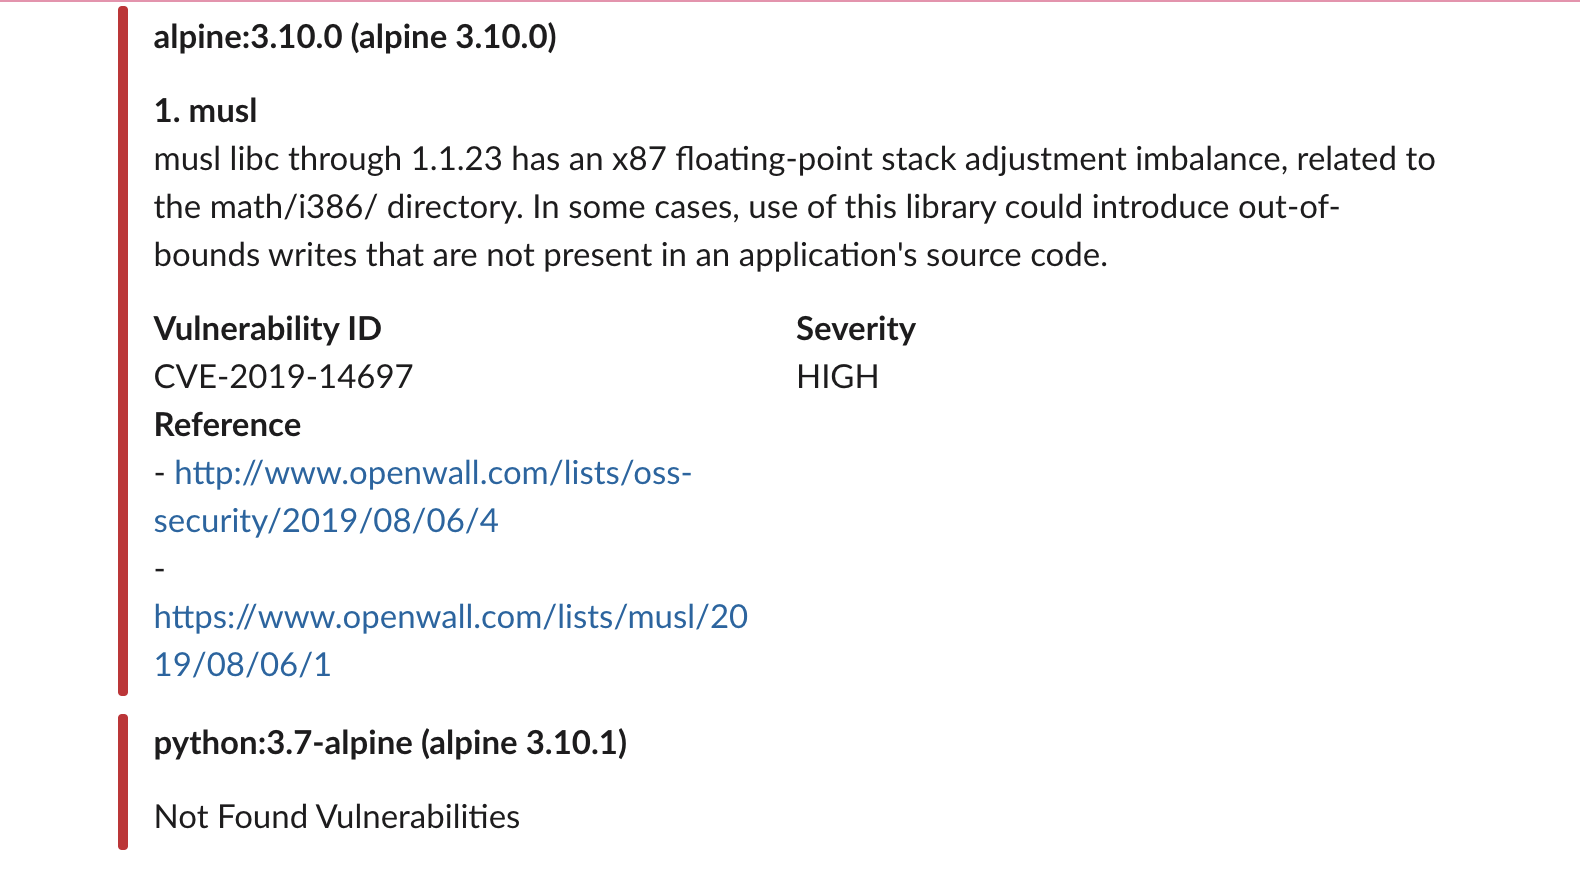 alpine:3.10.0 (alpine 3.10.0)
1. musl
musl libc through 1.1.23 has an x87 floating-point stack adjustment imbalance, related to
the math/i386/ directory. In some cases, use of this library could introduce out-of-
bounds writes that are not present in an application's source code.
Vulnerability ID
CVE-2019-14697
Severity
HIGH
Reference
- http://www.openwall.com/lists/oss-
security/2019/08/06/4
-
https://www.openwall.com/lists/musl/20
19/08/06/1
python:3.7-alpine (alpine 3.10.1)
Not Found Vulnerabilities